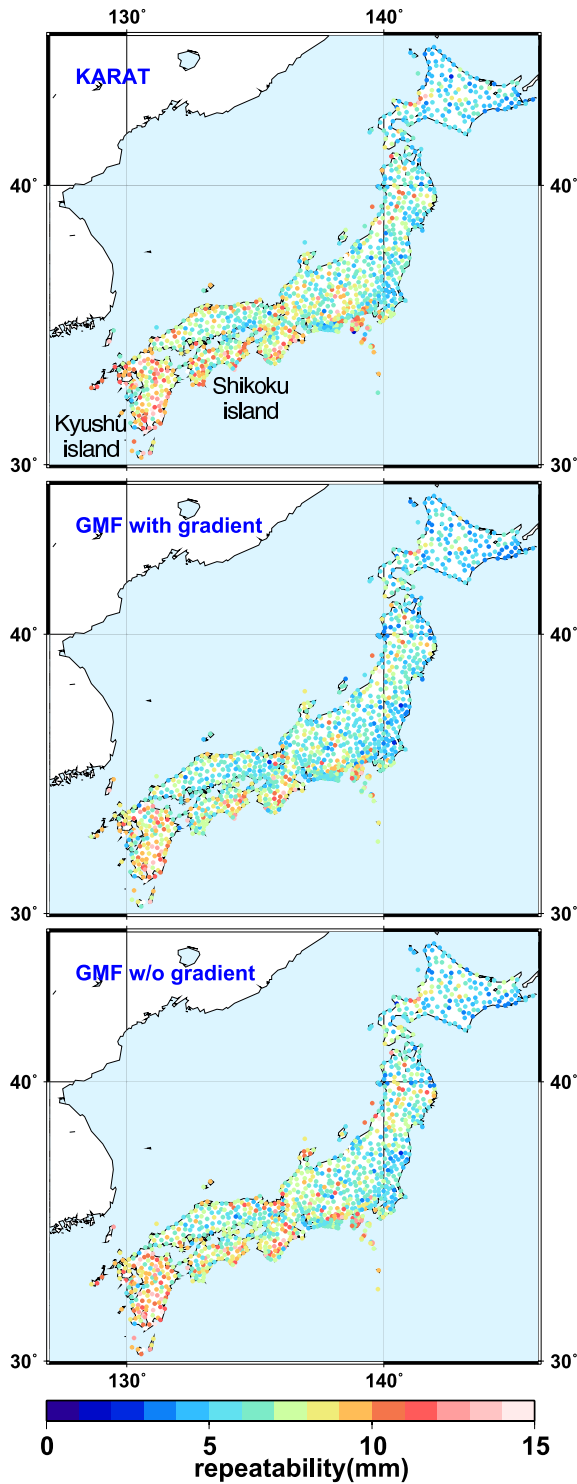 130˚ 140˚
KARAT
40˚ 40˚
Shikoku
island
Kyushu
island
30˚ 30˚
GMF with gradient
40˚ 40˚
30˚ 30˚
GMF w/o gradient
40˚ 40˚
30˚ 30˚
130˚ 140˚
0 5 10 15
repeatability(mm)